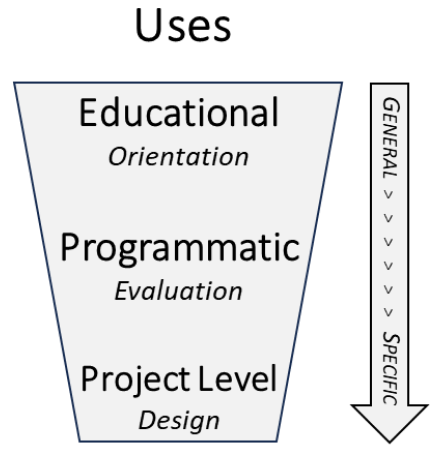 Uses
Educational
Orientation
Programmatic
Evaluation
Project Level
Design
GENERAL > > > > > > SPECIFIC